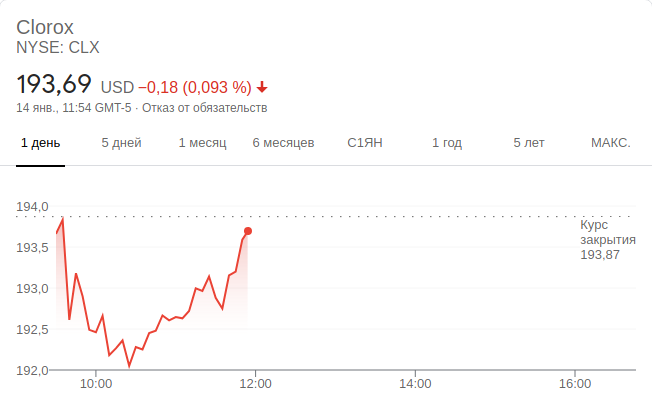 Clorox
NYSE: CLX
193,69 USD −0,18 (0,093 %)
14 янв., 11:54 GMT-5 · Отказ от обязательств
1 день 5 дней 1 месяц 6 месяцев С1ЯН 1 год 5 лет МАКС.
194,0
Курс
закрытия
193,87
193,5
193,0
192,5
192,0
10:00 12:00 14:00 16:00